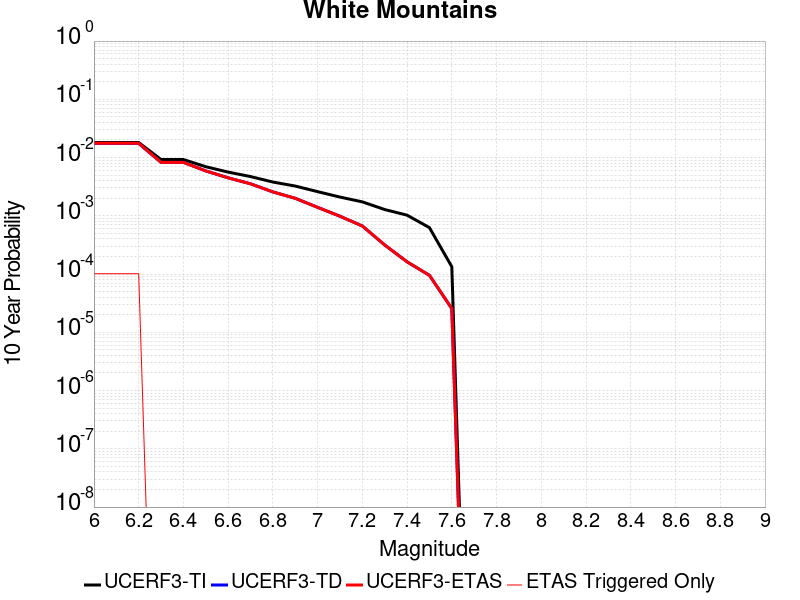 White Mountains
10 0
10 -1
10 -2
10 -3
10 -4
10 -5
10 -6
10 -7
10 -8
10 Year Probability
6 6.2 6.4 6.6 6.8 7 7.2 7.4 7.6 7.8 8 8.2 8.4 8.6 8.8 9
Magnitude
UCERF3-TI UCERF3-TD UCERF3-ETAS ETAS Triggered Only